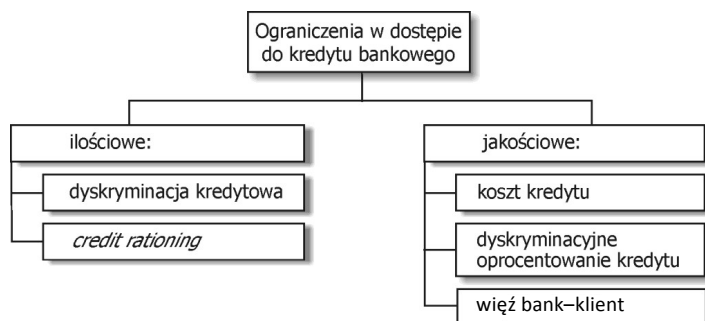 Ograniczenia w dostępie
do kredytu bankowego
ilościowe:
dyskryminacja kredytowa
credit rationing
jakościowe:
koszt kredytu
dyskryminacyjne
oprocentowanie kredytu
więź bank–klient